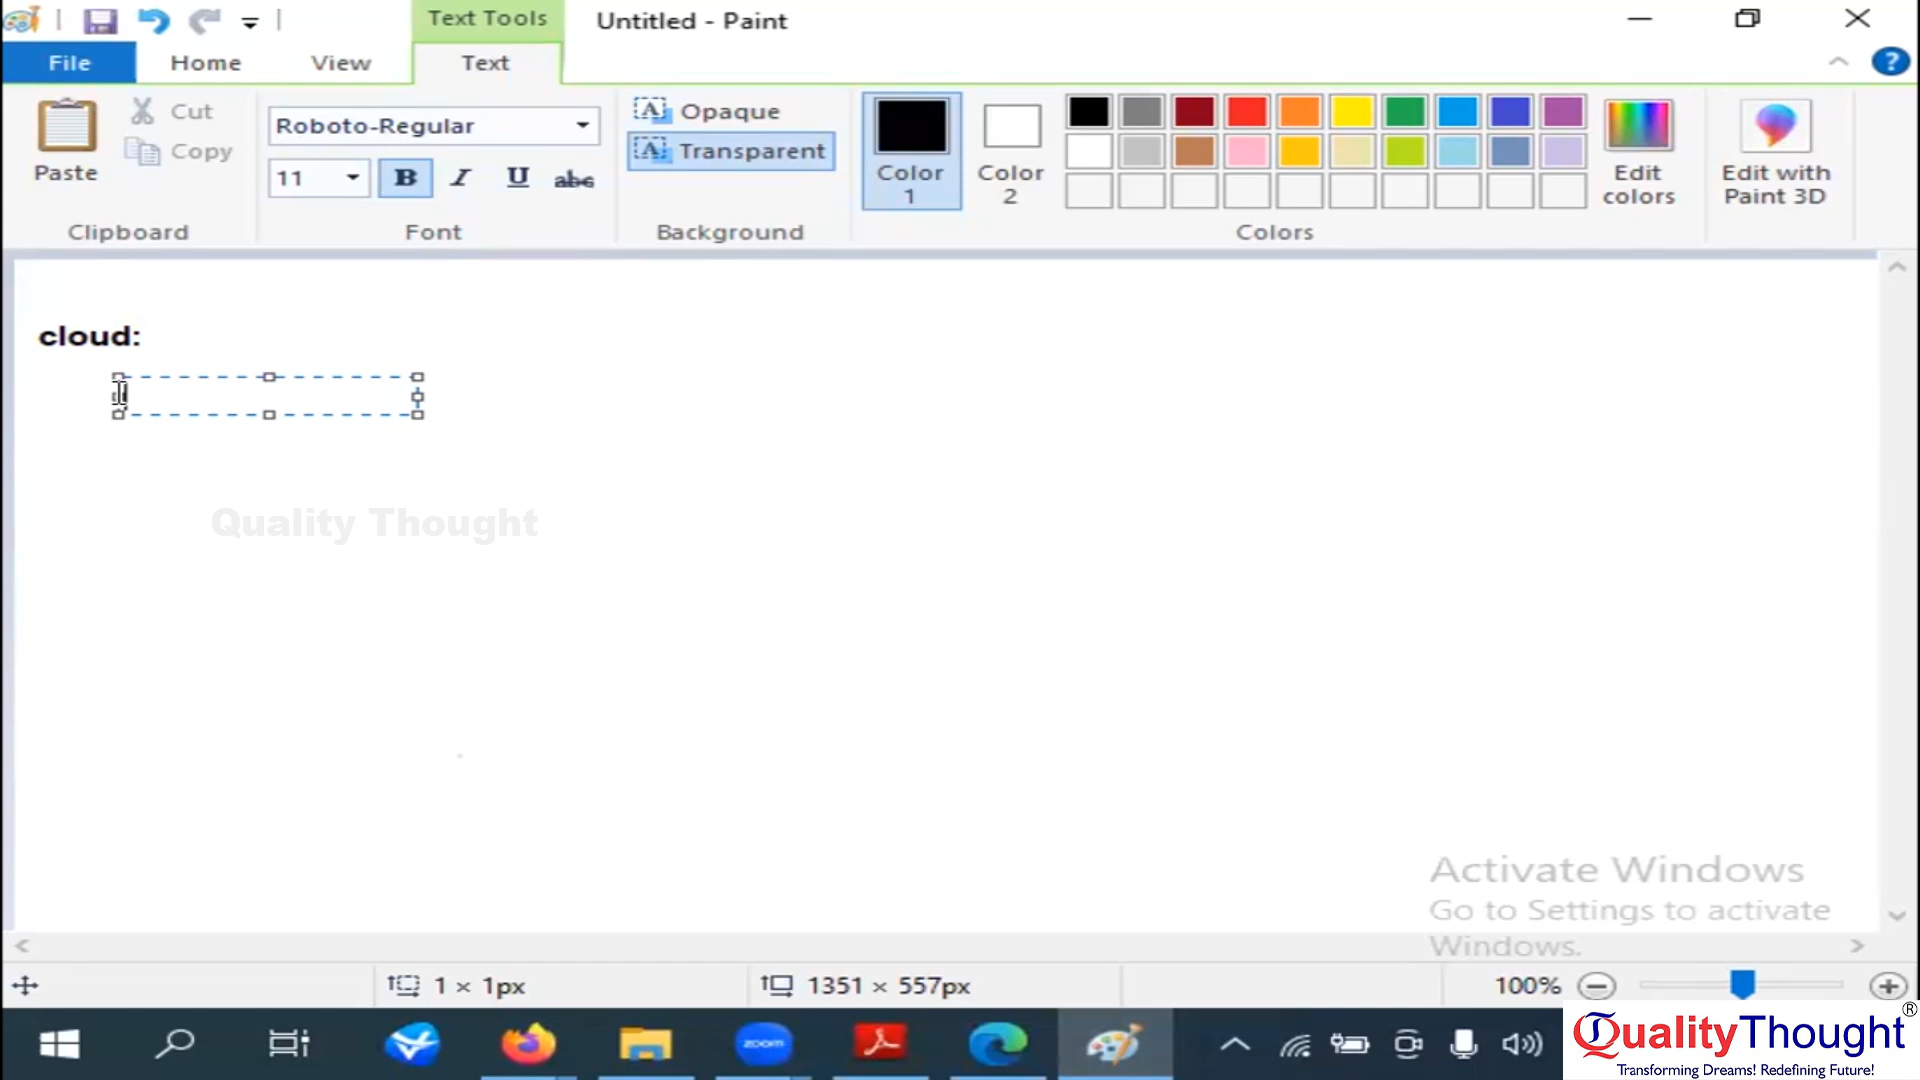 Text Tools
Untitled - Paint
File
Home
View
Text
Paste
Cut
Copy
Clipboard
Roboto-Regular
11
B I U abc
Font
Opaque
Transparent
Background
Color 1
Color 2
Colors
Edit colors
Edit with Paint 3D
cloud:
Quality Thought
Activate Windows
Go to Settings to activate
Windows.
1 × 1px
1351 × 557px
100%
zoom
QualityThought®
Transforming Dreams! Redefining Future!